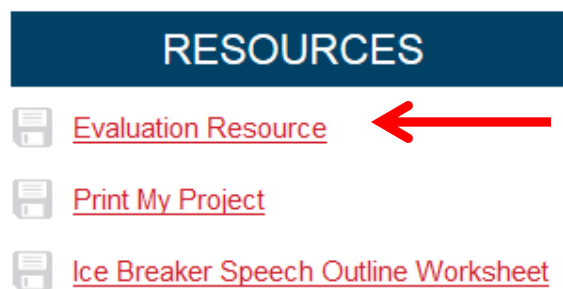 RESOURCES
Evaluation Resource
Print My Project
Ice Breaker Speech Outline Worksheet